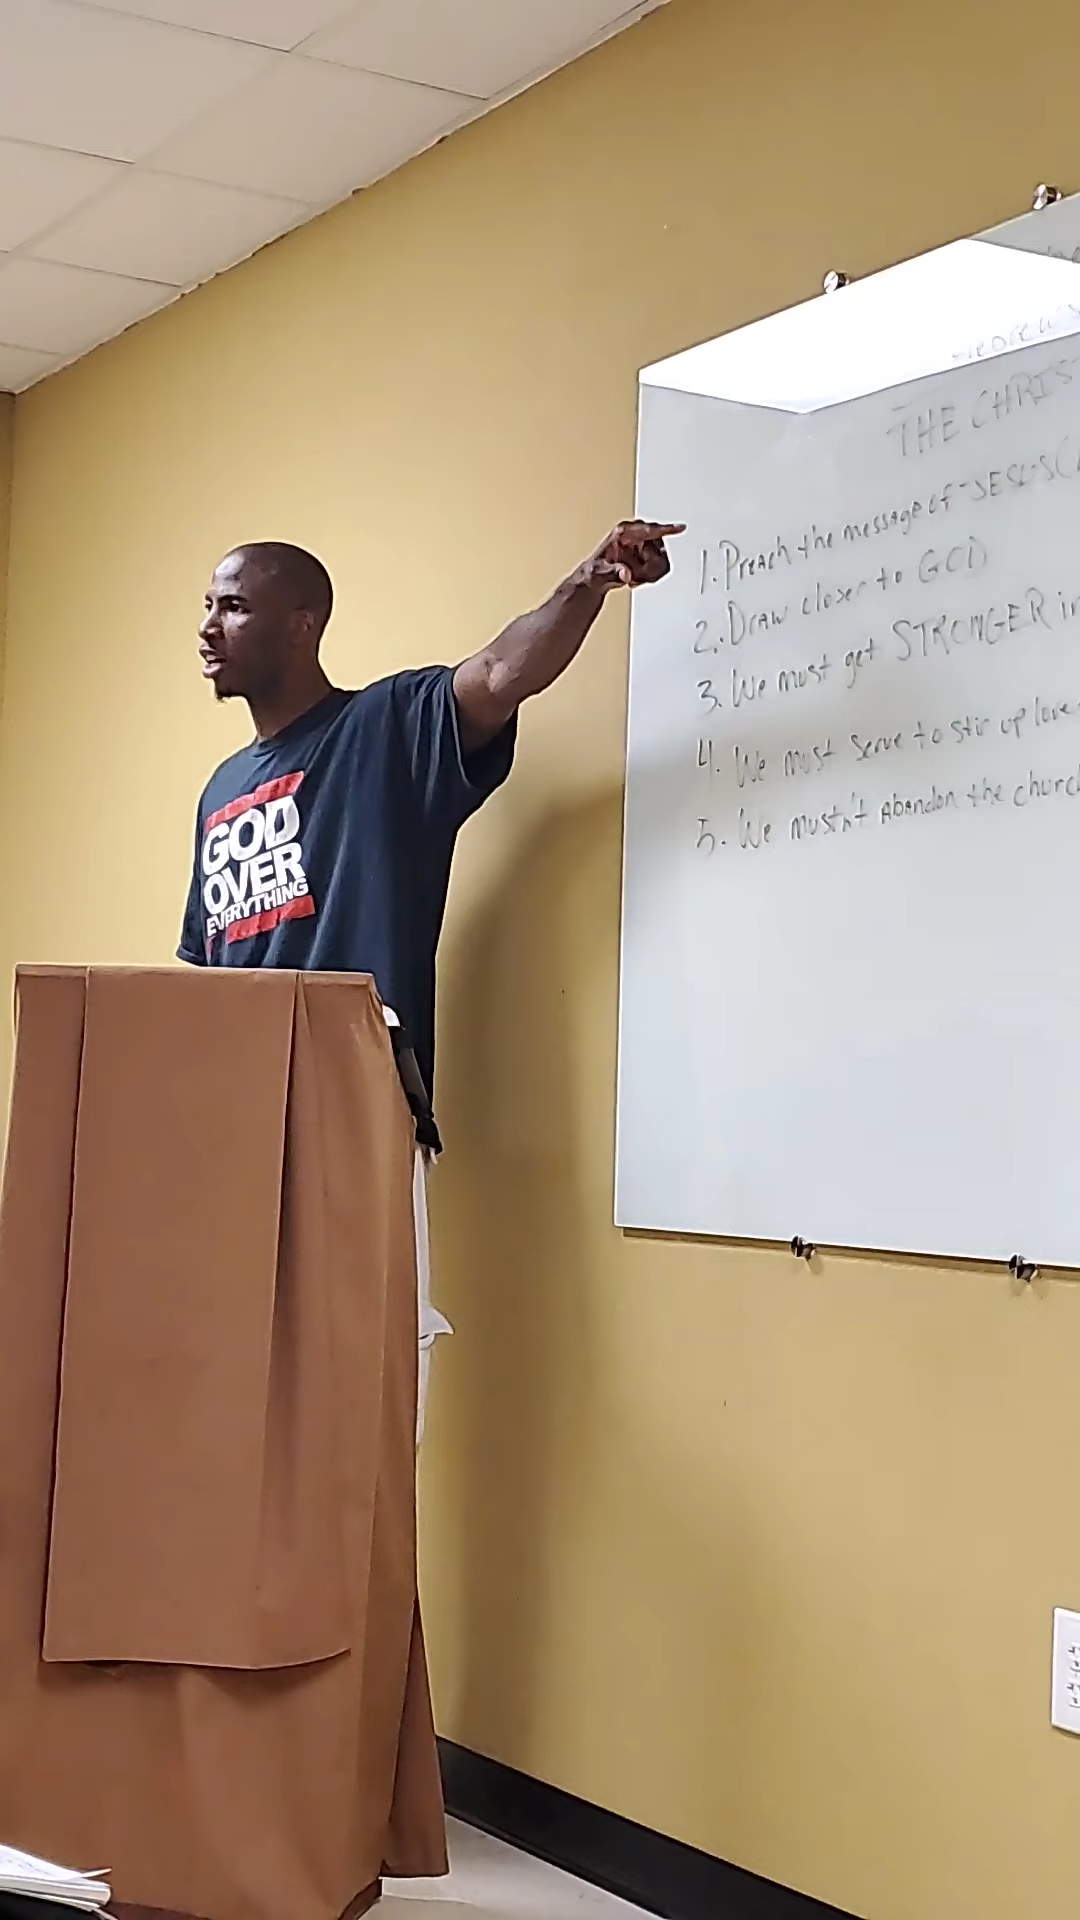 GOD
OVER
EVERYTHING
THE CHRIS
1. Preach the message of JESUS
2. Draw closer to GOD
3. We must get STRONGER in
4. We must serve to stir up love
5. We mustn't abandon the church